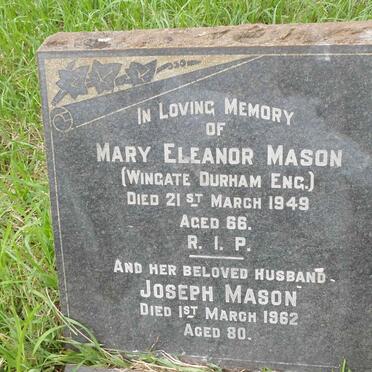 In Loving Memory
of
Mary Eleanor Mason
(Wingate Durham Eng.)
Died 21st March 1949
Aged 66.
R. I. P.
And her beloved husband
Joseph Mason
Died 1st March 1962
Aged 80.